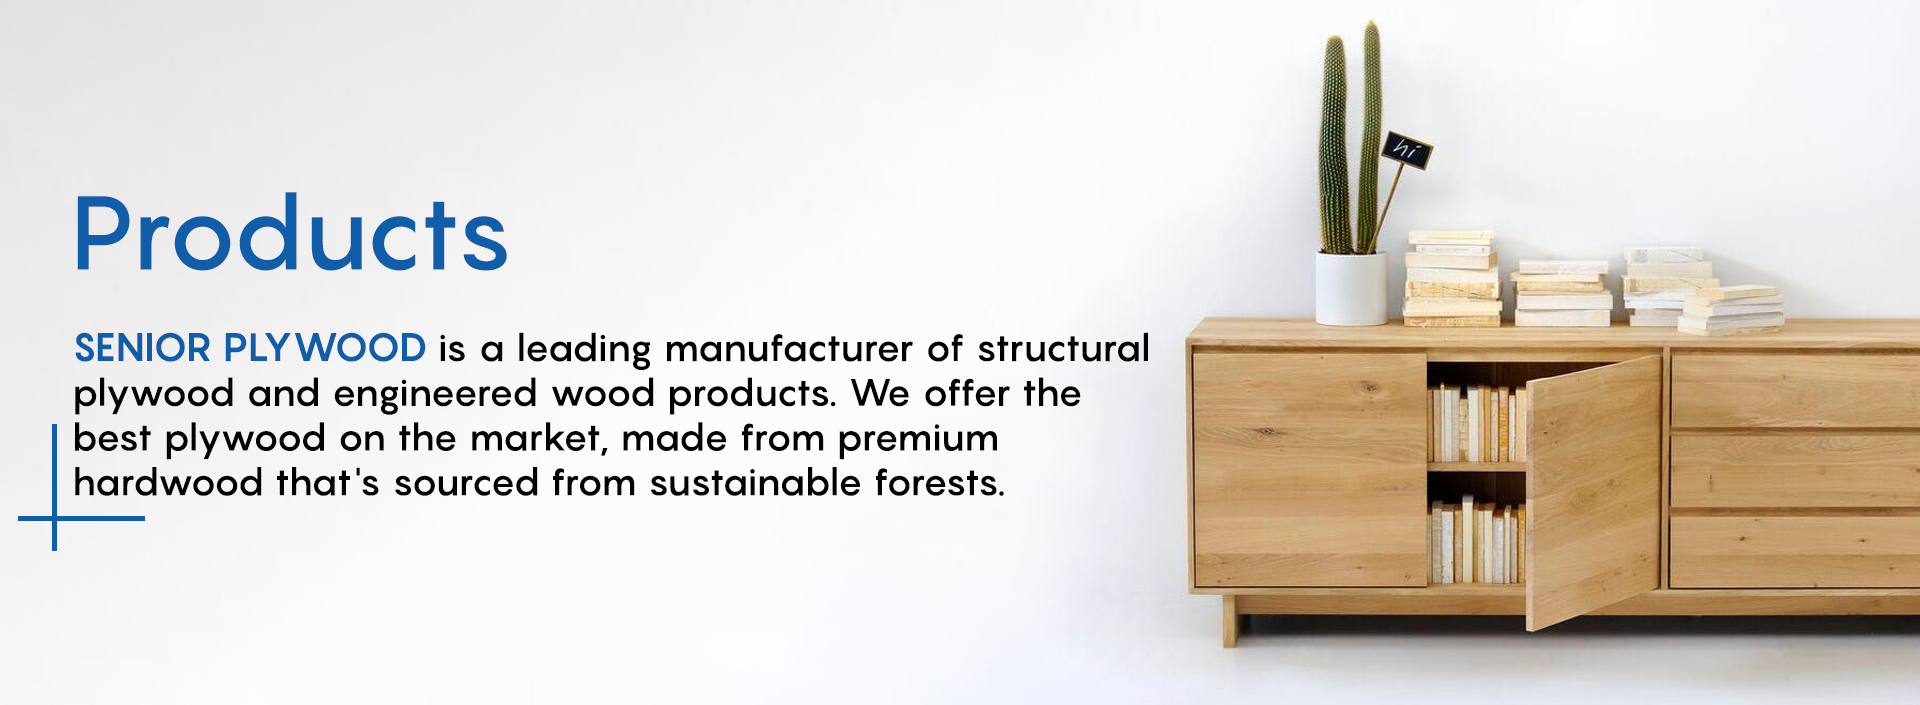 Products
SENIOR PLYWOOD is a leading manufacturer of structural
plywood and engineered wood products. We offer the
best plywood on the market, made from premium
hardwood that's sourced from sustainable forests.
hi